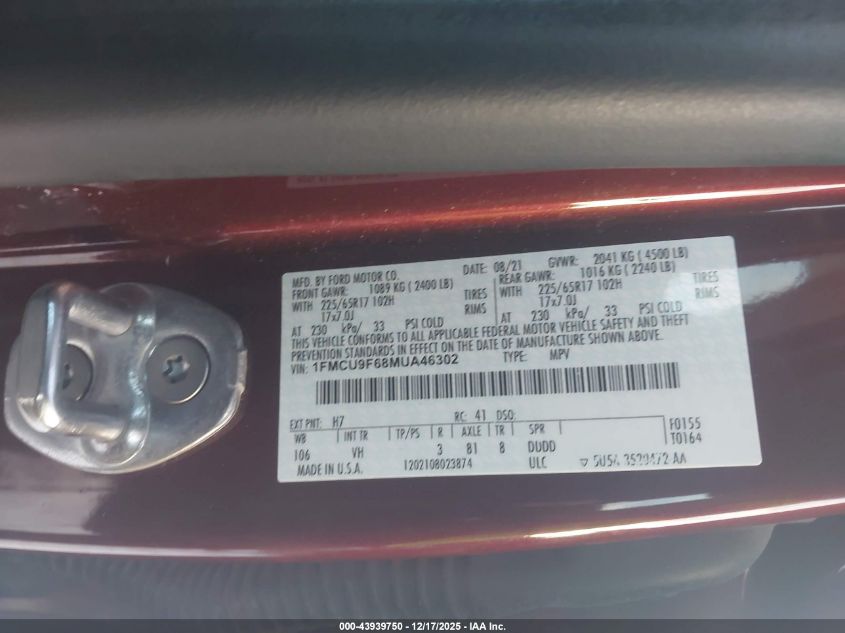 MFD. BY FORD MOTOR CO.
DATE: 08/21 GVWR: 2041 KG ( 4500 LB)
FRONT GAWR: 1089 KG ( 2400 LB) REAR GAWR: 1016 KG ( 2240 LB)
WITH 225/65R17 102H TIRES WITH 225/65R17 102H TIRES
17x7.0J RIMS 17x7.0J RIMS
AT 230 kPa/ 33 PSI COLD AT 230 kPa/ 33 PSI COLD
THIS VEHICLE CONFORMS TO ALL APPLICABLE FEDERAL MOTOR VEHICLE SAFETY AND THEFT
PREVENTION STANDARDS IN EFFECT ON THE DATE OF MANUFACTURE SHOWN ABOVE.
VIN: 1FMCU9F68MUA46302 TYPE: MPV
EXT PNT: H7 RC: 41 DSO: F0155
WB INT TR TP/PS R AXLE TR SPR T0164
106 VH 3 81 8 DUDD
MADE IN U.S.A. 1202108023874 ULC
000-43939750 - 12/17/2025 - IAA Inc.